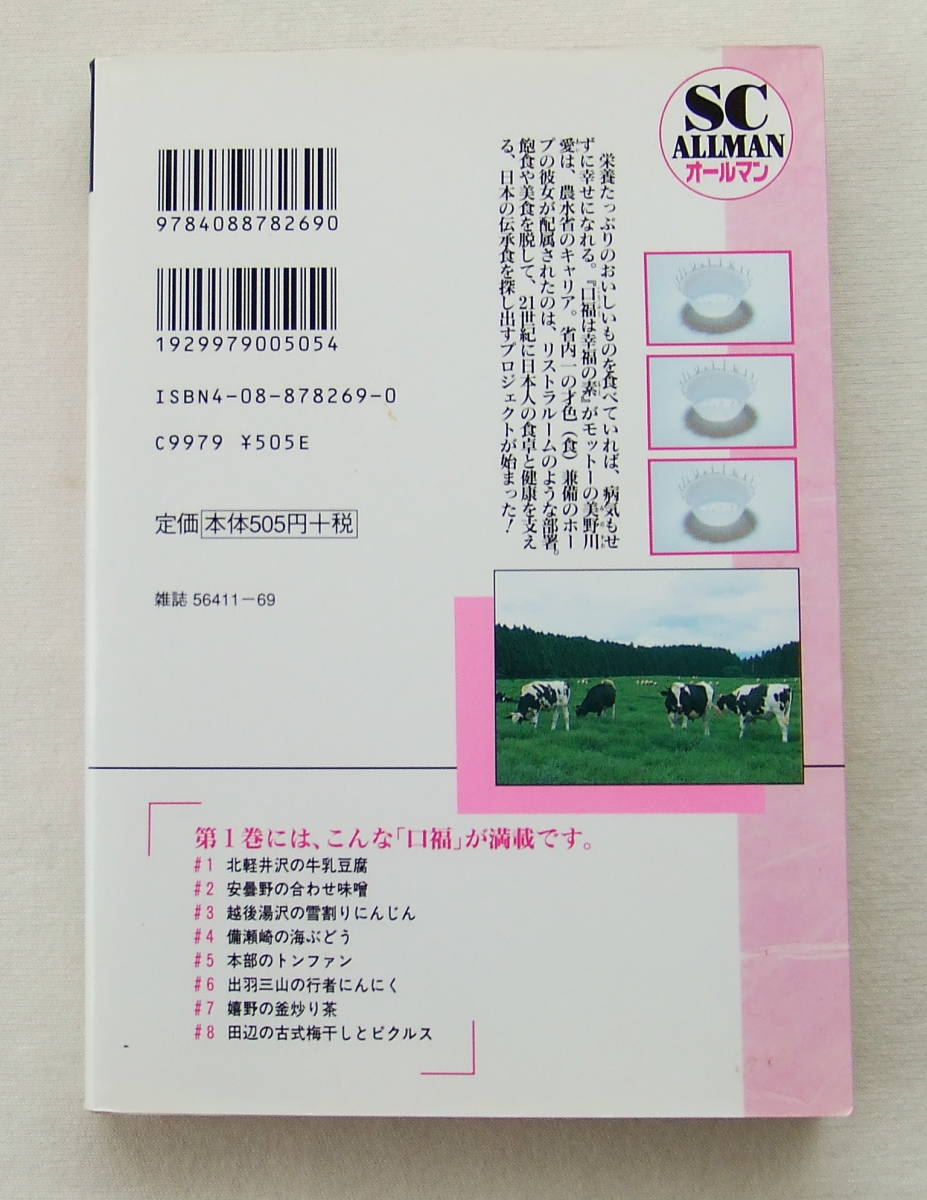 SC
ALLMAN
オールマン
栄養たっぷりのおいしいものを食べていれば、病気もせ
ずに幸せになれる。『口福は幸福の素』がモットーの美野川
愛は、農水省のキャリア。省内一の才色（食）兼備のホー
プの彼女が配属されたのは、リストラルームのような部署。
飽食や美食を脱して、21世紀に日本人の食卓と健康を支え
る、日本の伝承食を探し出すプロジェクトが始まった！
9784088782690
1929979005054
ISBN4-08-878269-0
C9979 ¥505E
定価 本体505円＋税
雑誌 56411-69
第1巻には、こんな「口福」が満載です。
#1 北軽井沢の牛乳豆腐
#2 安曇野の合わせ味噌
#3 越後湯沢の雪割りにんじん
#4 備瀬崎の海ぶどう
#5 本部のトンファン
#6 出羽三山の行者にんにく
#7 嬉野の釜炒り茶
#8 田辺の古式梅干しとピクルス